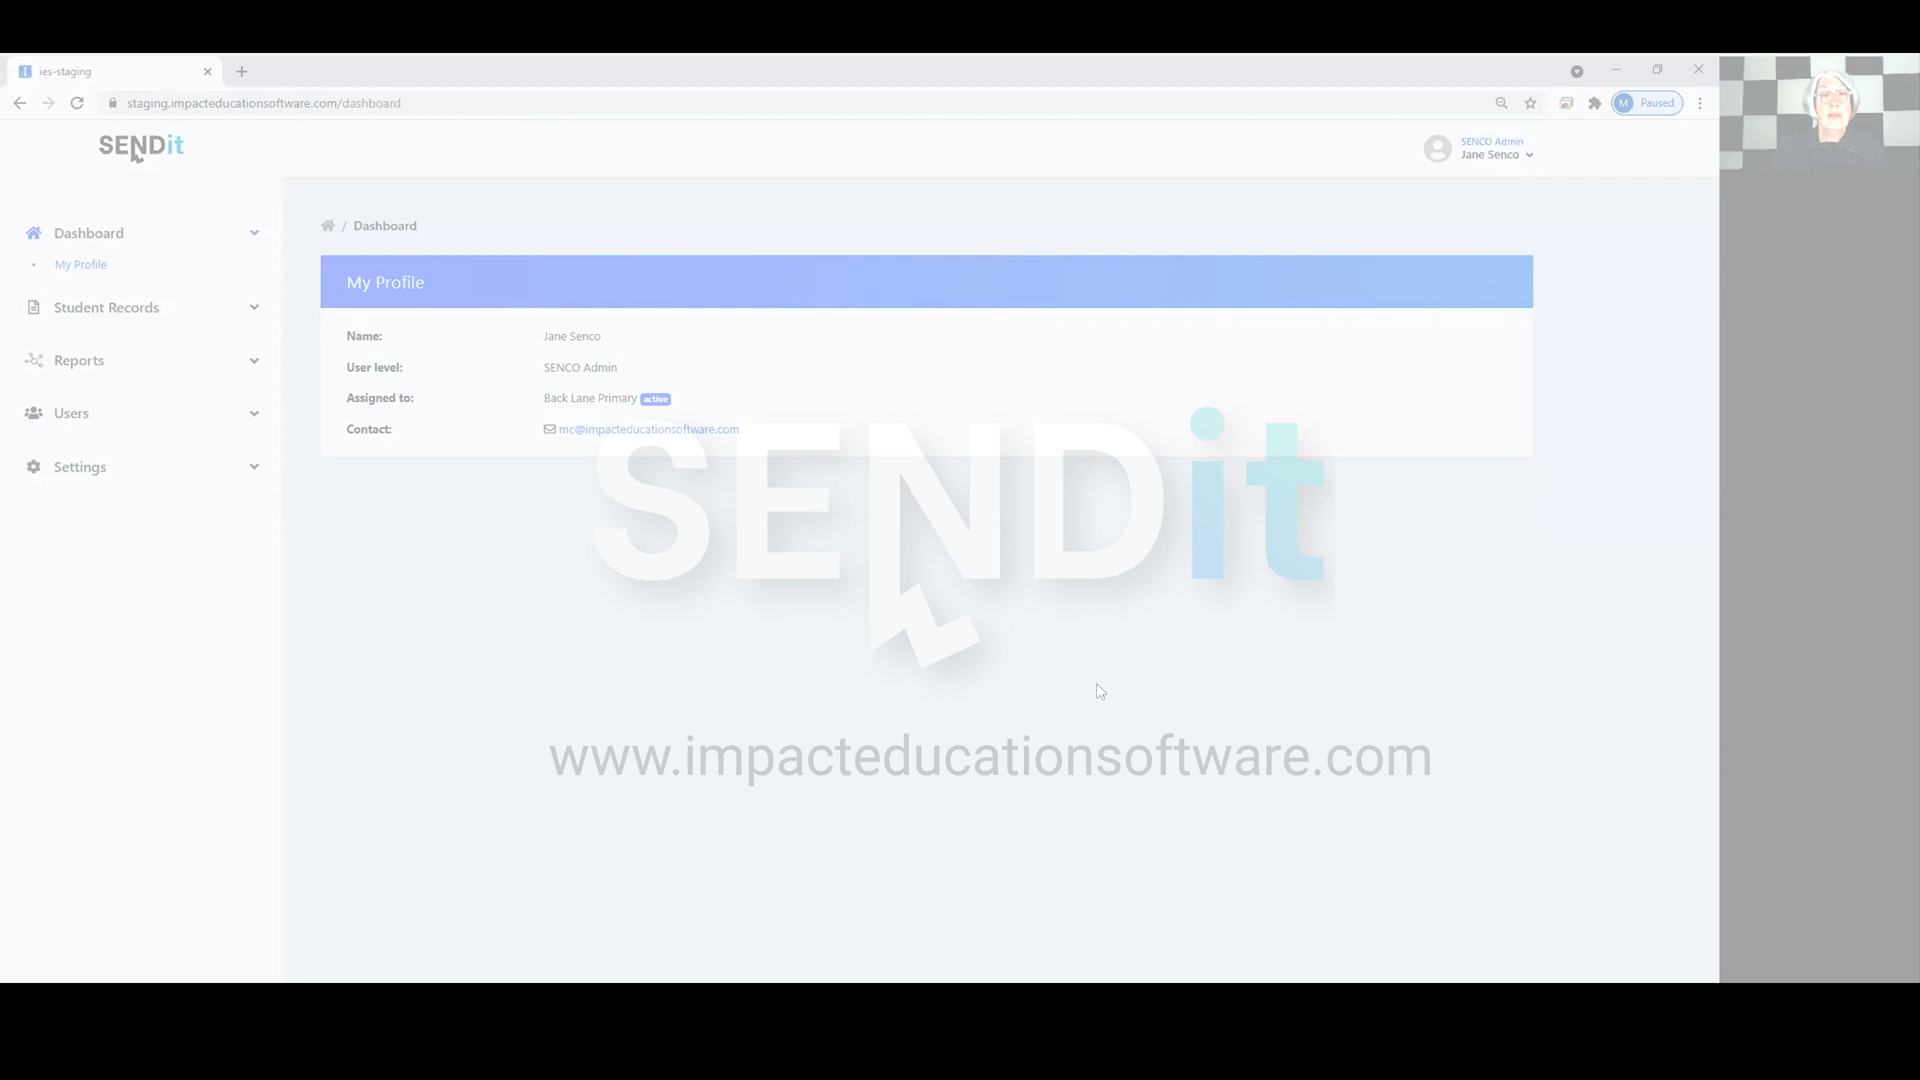 ies-staging
staging.impacteducationsoftware.com/dashboard
M Paused
SENDit
SENCO Admin
Jane Senco
Dashboard
My Profile
Student Records
Reports
Users
Settings
/ Dashboard
My Profile
Name: Jane Senco
User level: SENCO Admin
Assigned to: Back Lane Primary active
Contact: mc@impacteducationsoftware.com
SENDit
www.impacteducationsoftware.com